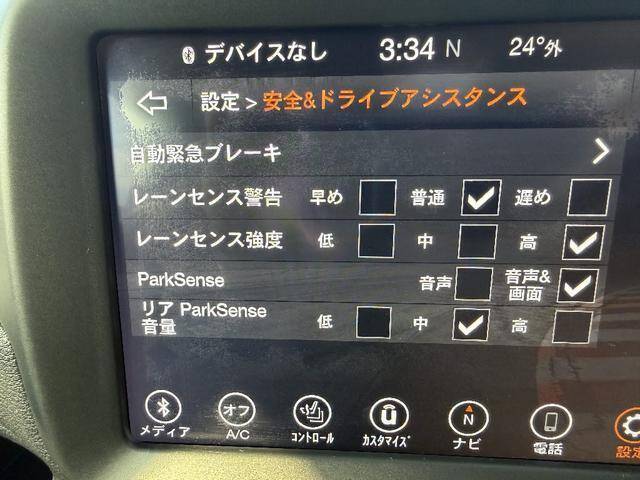 デバイスなし 3:34 N 24°外
設定 > 安全&ドライブアシスタンス
自動緊急ブレーキ
レーンセンス警告 早め 普通 遅め
レーンセンス強度 低 中 高
ParkSense 音声 音声&
画面
リア ParkSense
音量 低 中 高
オフ
N
メディア A/C コントロール カスタマイズ ナビ 電話 設定